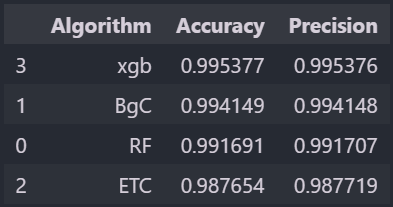 Algorithm Accuracy Precision
3 xgb 0.995377 0.995376
1 BgC 0.994149 0.994148
0 RF 0.991691 0.991707
2 ETC 0.987654 0.987719